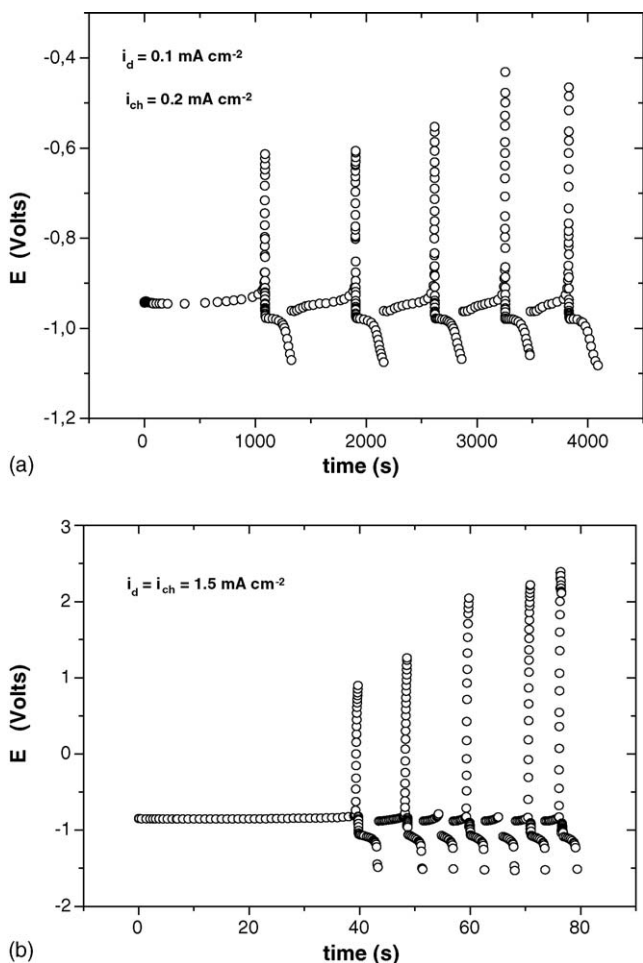 -0,4
i_d = 0.1 mA cm⁻²
i_ch = 0.2 mA cm⁻²
-0,6
-0,8
-1,0
-1,2
E (Volts)
0 1000 2000 3000 4000
(a)
time (s)
3
i_d = i_ch = 1.5 mA cm⁻²
2
1
0
-1
-2
E (Volts)
0 20 40 60 80
(b)
time (s)